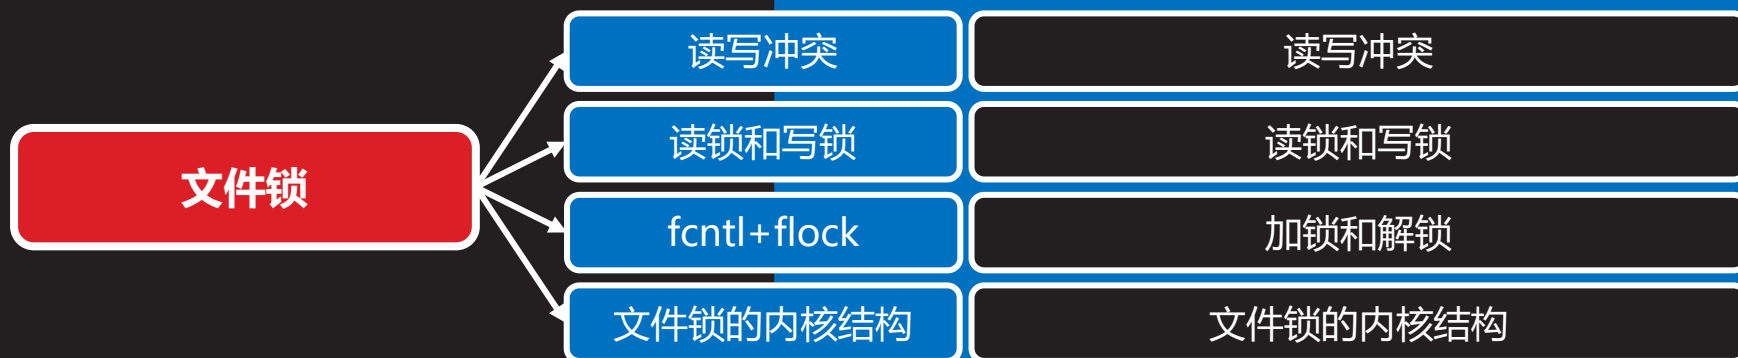 文件锁
读写冲突
读写冲突
读锁和写锁
读锁和写锁
fcntl+flock
加锁和解锁
文件锁的内核结构
文件锁的内核结构